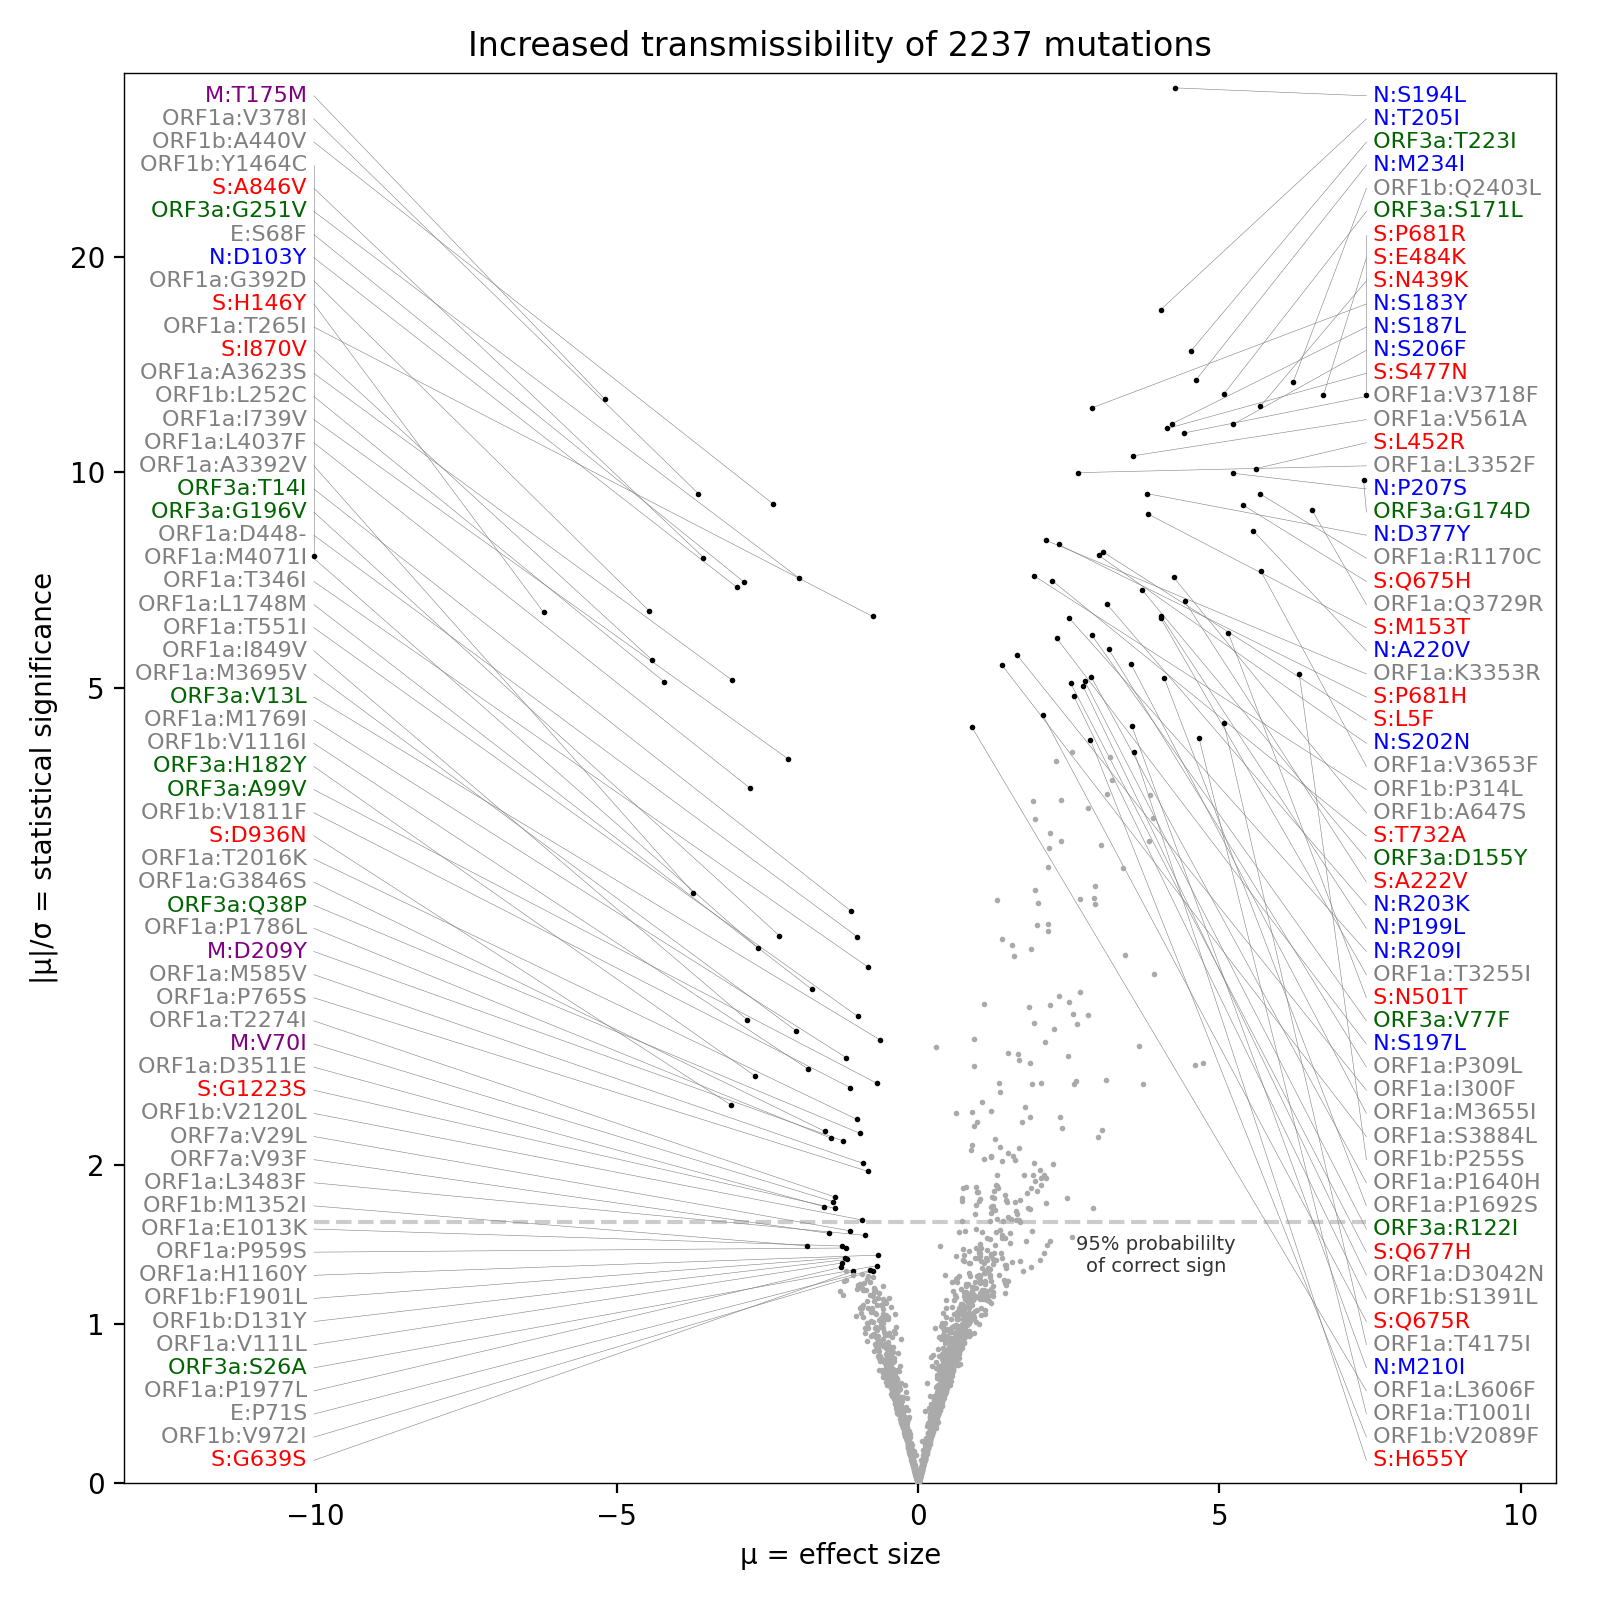 Increased transmissibility of 2237 mutations
M:T175M
ORF1a:V378I
ORF1b:A440V
ORF1b:Y1464C
S:A846V
ORF3a:G251V
E:S68F
N:D103Y
ORF1a:G392D
S:H146Y
ORF1a:T265I
S:I870V
ORF1a:A3623S
ORF1b:L252C
ORF1a:I739V
ORF1a:L4037F
ORF1a:A3392V
ORF3a:T14I
ORF3a:G196V
ORF1a:D448-
ORF1a:M4071I
ORF1a:T346I
ORF1a:L1748M
ORF1a:T551I
ORF1a:I849V
ORF1a:M3695V
ORF3a:V13L
ORF1a:M1769I
ORF1b:V1116I
ORF3a:H182Y
ORF3a:A99V
ORF1b:V1811F
S:D936N
ORF1a:T2016K
ORF1a:G3846S
ORF3a:Q38P
ORF1a:P1786L
M:D209Y
ORF1a:M585V
ORF1a:P765S
ORF1a:T2274I
M:V70I
ORF1a:D3511E
S:G1223S
ORF1b:V2120L
ORF7a:V29L
ORF7a:V93F
ORF1a:L3483F
ORF1b:M1352I
ORF1a:E1013K
ORF1a:P959S
ORF1a:H1160Y
ORF1b:F1901L
ORF1b:D131Y
ORF1a:V111L
ORF3a:S26A
ORF1a:P1977L
E:P71S
ORF1b:V972I
S:G639S
N:S194L
N:T205I
ORF3a:T223I
N:M234I
ORF1b:Q2403L
ORF3a:S171L
S:P681R
S:E484K
S:N439K
N:S183Y
N:S187L
N:S206F
S:S477N
ORF1a:V3718F
ORF1a:V561A
S:L452R
ORF1a:L3352F
N:P207S
ORF3a:G174D
N:D377Y
ORF1a:R1170C
S:Q675H
ORF1a:Q3729R
S:M153T
N:A220V
ORF1a:K3353R
S:P681H
S:L5F
N:S202N
ORF1a:V3653F
ORF1b:P314L
ORF1b:A647S
S:T732A
ORF3a:D155Y
S:A222V
N:R203K
N:P199L
N:R209I
ORF1a:T3255I
S:N501T
ORF3a:V77F
N:S197L
ORF1a:P309L
ORF1a:I300F
ORF1a:M3655I
ORF1a:S3884L
ORF1b:P255S
ORF1a:P1640H
ORF1a:P1692S
ORF3a:R122I
S:Q677H
ORF1a:D3042N
ORF1b:S1391L
S:Q675R
ORF1a:T4175I
N:M210I
ORF1a:L3606F
ORF1a:T1001I
ORF1b:V2089F
S:H655Y
95% probabililty
of correct sign
20
10
5
2
1
0
|μ|/σ = statistical significance
−10
−5
0
5
10
μ = effect size